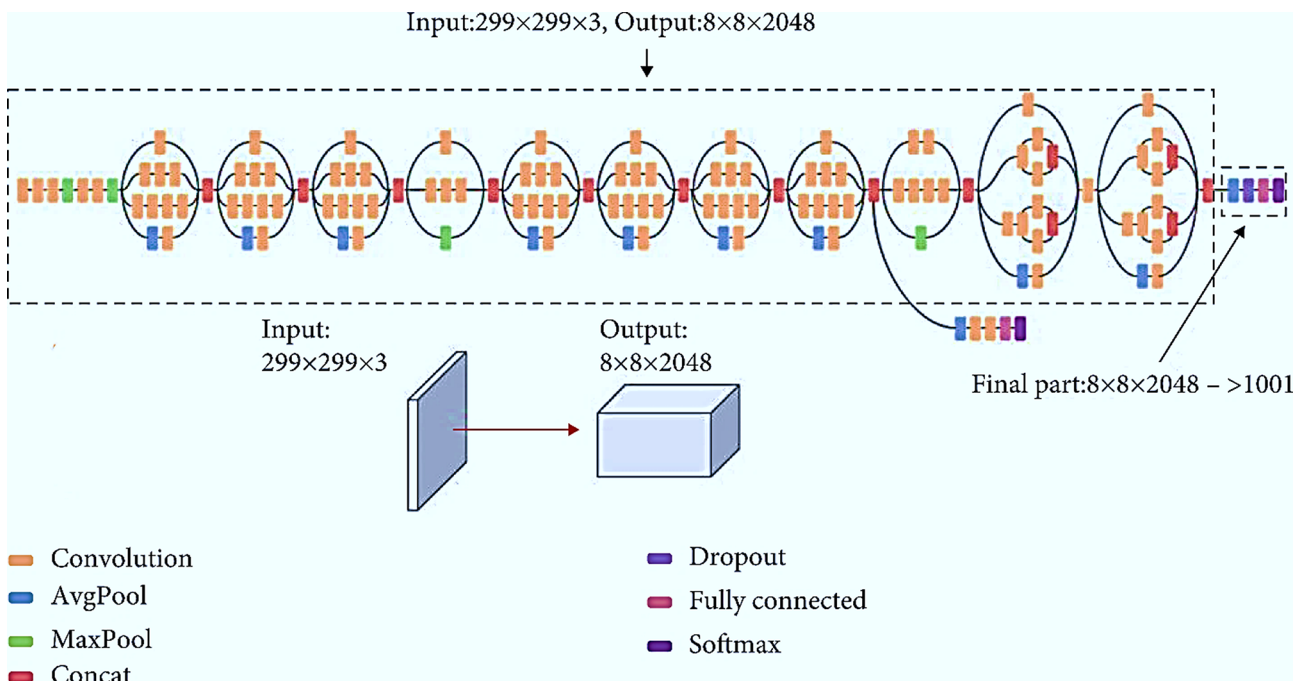 Input:299×299×3, Output:8×8×2048
Input:
299×299×3
Output:
8×8×2048
Final part:8×8×2048 – >1001
Convolution
AvgPool
MaxPool
Concat
Dropout
Fully connected
Softmax